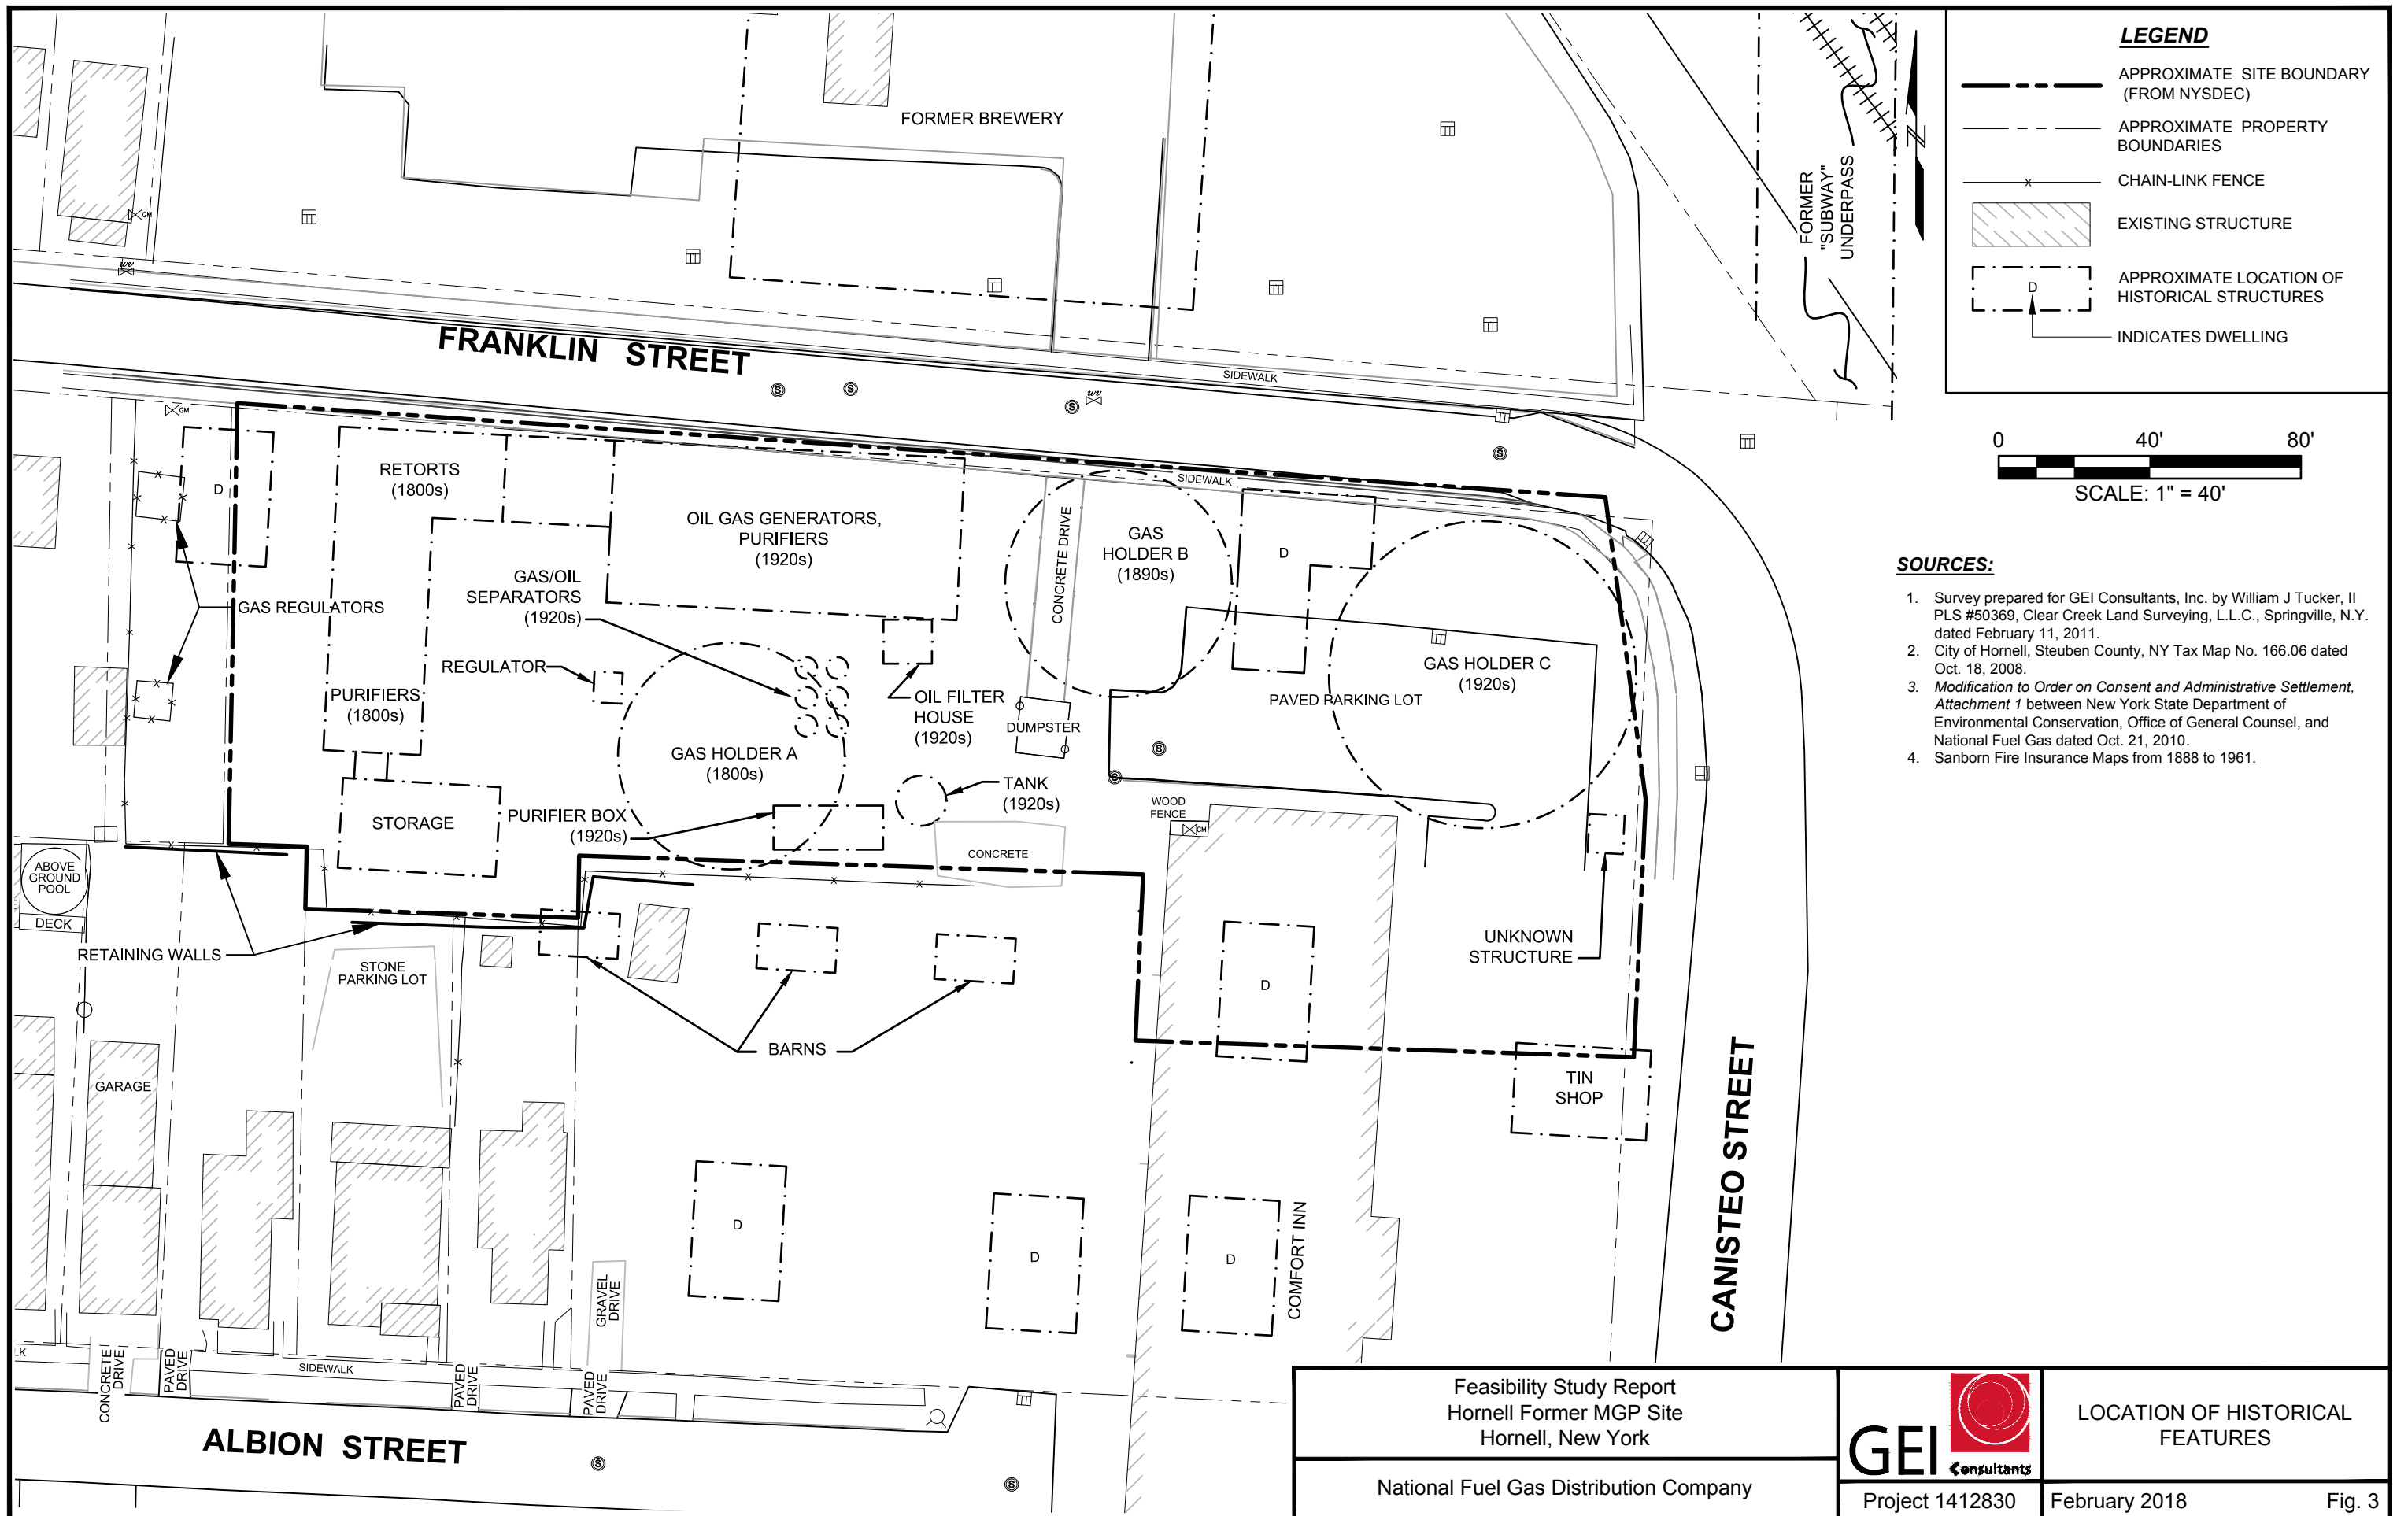 LEGEND
APPROXIMATE SITE BOUNDARY
(FROM NYSDEC)
APPROXIMATE PROPERTY
BOUNDARIES
X
CHAIN-LINK FENCE
EXISTING STRUCTURE
D
APPROXIMATE LOCATION OF
HISTORICAL STRUCTURES
INDICATES DWELLING
N
0 40' 80'
SCALE: 1" = 40'
SOURCES:
1. Survey prepared for GEI Consultants, Inc. by William J Tucker, II
PLS #50369, Clear Creek Land Surveying, L.L.C., Springville, N.Y.
dated February 11, 2011.
2. City of Hornell, Steuben County, NY Tax Map No. 166.06 dated
Oct. 18, 2008.
3. Modification to Order on Consent and Administrative Settlement,
Attachment 1 between New York State Department of
Environmental Conservation, Office of General Counsel, and
National Fuel Gas dated Oct. 21, 2010.
4. Sanborn Fire Insurance Maps from 1888 to 1961.
FORMER BREWERY
FORMER
"SUBWAY"
UNDERPASS
GM
WV
FRANKLIN STREET
SIDEWALK
WV
GM
D
RETORTS
(1800s)
OIL GAS GENERATORS,
PURIFIERS
(1920s)
SIDEWALK
CONCRETE DRIVE
GAS
HOLDER B
(1890s)
D
GAS/OIL
SEPARATORS
(1920s)
GAS REGULATORS
REGULATOR
PURIFIERS
(1800s)
OIL FILTER
HOUSE
(1920s)
DUMPSTER
GAS HOLDER C
(1920s)
PAVED PARKING LOT
GAS HOLDER A
(1800s)
TANK
(1920s)
STORAGE
PURIFIER BOX
(1920s)
WOOD
FENCE
GM
CONCRETE
ABOVE
GROUND
POOL
DECK
RETAINING WALLS
STONE
PARKING LOT
UNKNOWN
STRUCTURE
D
BARNS
TIN
SHOP
GARAGE
D
D
D
COMFORT INN
CANISTEO STREET
GRAVEL
DRIVE
LK
CONCRETE
DRIVE
PAVED
DRIVE
SIDEWALK
PAVED
DRIVE
PAVED
DRIVE
ALBION STREET
Feasibility Study Report
Hornell Former MGP Site
Hornell, New York
National Fuel Gas Distribution Company
GEI
Consultants
Project 1412830
LOCATION OF HISTORICAL
FEATURES
February 2018
Fig. 3